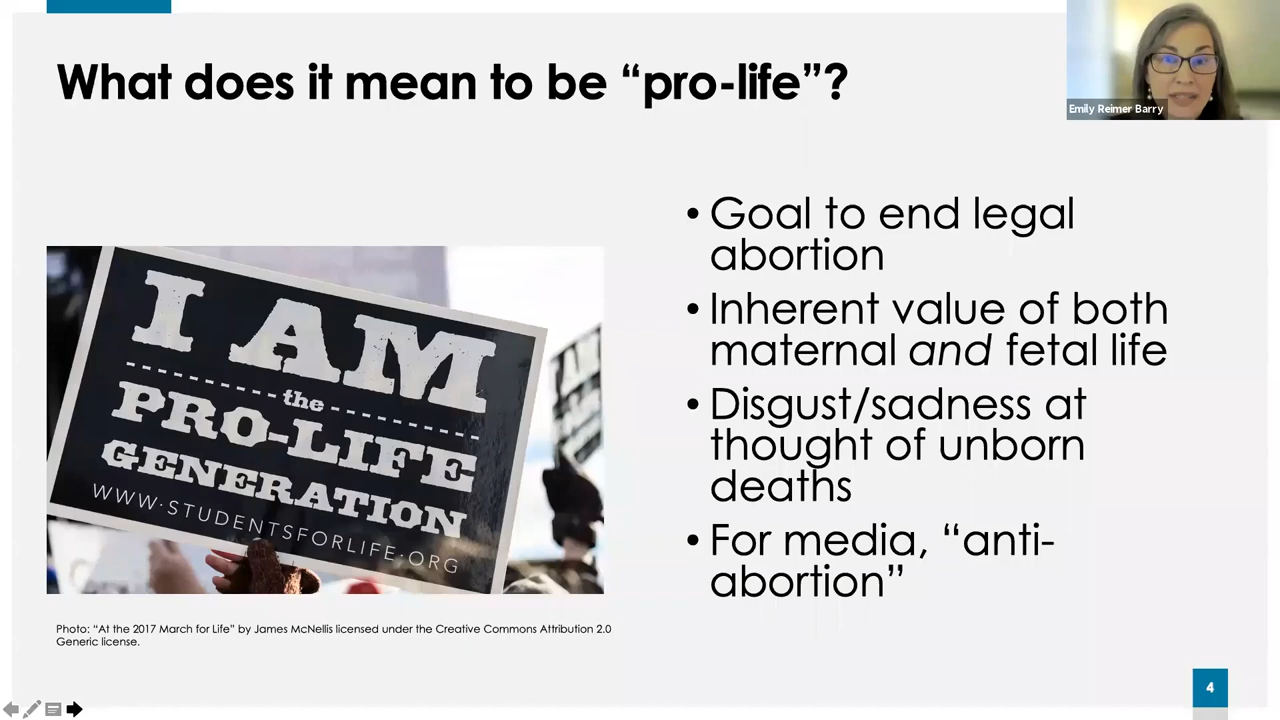 What does it mean to be “pro-life”?
Emily Reimer Barry
• Goal to end legal
abortion
• Inherent value of both
maternal and fetal life
• Disgust/sadness at
thought of unborn
deaths
• For media, “anti-
abortion”
I AM
the
PRO-LIFE
GENERATION
WWW.STUDENTSFORLIFE.ORG
I AM
Photo: “At the 2017 March for Life” by James McNellis licensed under the Creative Commons Attribution 2.0
Generic license.
4